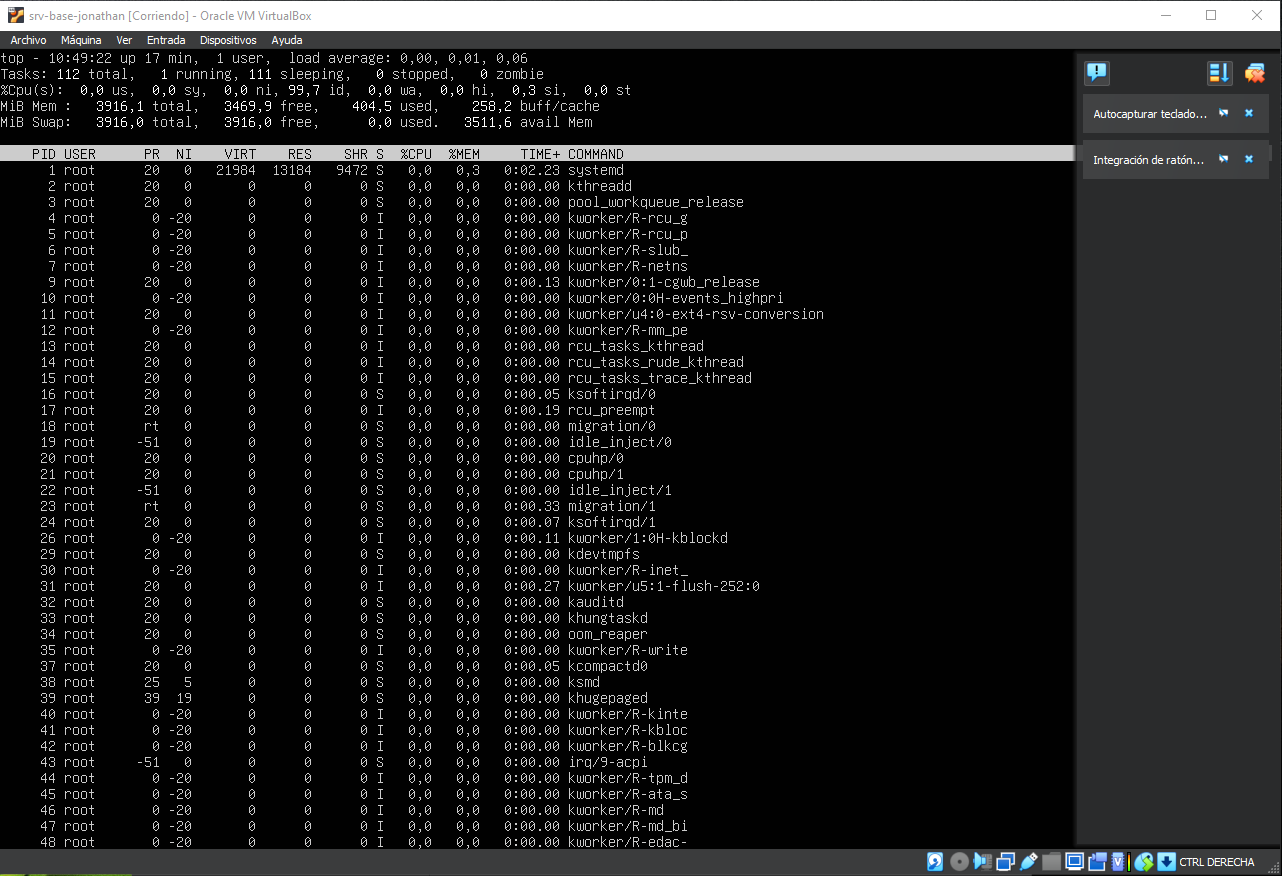 srv-base-jonathan [Corriendo] - Oracle VM VirtualBox
Archivo Máquina Ver Entrada Dispositivos Ayuda
top - 10:49:22 up 17 min, 1 user, load average: 0,00, 0,01, 0,06
Tasks: 112 total, 1 running, 111 sleeping, 0 stopped, 0 zombie
%Cpu(s): 0,0 us, 0,0 sy, 0,0 ni, 99,7 id, 0,0 wa, 0,0 hi, 0,3 si, 0,0 st
MiB Mem : 3916,1 total, 3469,9 free, 404,5 used, 258,2 buff/cache
MiB Swap: 3916,0 total, 3916,0 free, 0,0 used. 3511,6 avail Mem
PID USER PR NI VIRT RES SHR S %CPU %MEM TIME+ COMMAND
1 root 20 0 21984 13184 9472 S 0,0 0,3 0:02.23 systemd
2 root 20 0 0 0 0 S 0,0 0,0 0:00.00 kthreadd
3 root 20 0 0 0 0 S 0,0 0,0 0:00.00 pool_workqueue_release
4 root 0 -20 0 0 0 I 0,0 0,0 0:00.00 kworker/R-rcu_g
5 root 0 -20 0 0 0 I 0,0 0,0 0:00.00 kworker/R-rcu_p
6 root 0 -20 0 0 0 I 0,0 0,0 0:00.00 kworker/R-slub_
7 root 0 -20 0 0 0 I 0,0 0,0 0:00.00 kworker/R-netns
9 root 20 0 0 0 0 I 0,0 0,0 0:00.13 kworker/0:1-cgwb_release
10 root 0 -20 0 0 0 I 0,0 0,0 0:00.00 kworker/0:0H-events_highpri
11 root 20 0 0 0 0 I 0,0 0,0 0:00.00 kworker/u4:0-ext4-rsv-conversion
12 root 0 -20 0 0 0 I 0,0 0,0 0:00.00 kworker/R-mm_pe
13 root 20 0 0 0 0 I 0,0 0,0 0:00.00 rcu_tasks_kthread
14 root 20 0 0 0 0 I 0,0 0,0 0:00.00 rcu_tasks_rude_kthread
15 root 20 0 0 0 0 I 0,0 0,0 0:00.00 rcu_tasks_trace_kthread
16 root 20 0 0 0 0 S 0,0 0,0 0:00.05 ksoftirqd/0
17 root 20 0 0 0 0 I 0,0 0,0 0:00.19 rcu_preempt
18 root rt 0 0 0 0 S 0,0 0,0 0:00.00 migration/0
19 root -51 0 0 0 0 S 0,0 0,0 0:00.00 idle_inject/0
20 root 20 0 0 0 0 S 0,0 0,0 0:00.00 cpuhp/0
21 root 20 0 0 0 0 S 0,0 0,0 0:00.00 cpuhp/1
22 root -51 0 0 0 0 S 0,0 0,0 0:00.00 idle_inject/1
23 root rt 0 0 0 0 S 0,0 0,0 0:00.33 migration/1
24 root 20 0 0 0 0 S 0,0 0,0 0:00.07 ksoftirqd/1
26 root 0 -20 0 0 0 I 0,0 0,0 0:00.11 kworker/1:0H-kblockd
29 root 20 0 0 0 0 S 0,0 0,0 0:00.00 kdevtmpfs
30 root 0 -20 0 0 0 I 0,0 0,0 0:00.00 kworker/R-inet_
31 root 20 0 0 0 0 I 0,0 0,0 0:00.27 kworker/u5:1-flush-252:0
32 root 20 0 0 0 0 S 0,0 0,0 0:00.00 kauditd
33 root 20 0 0 0 0 S 0,0 0,0 0:00.00 khungtaskd
34 root 20 0 0 0 0 S 0,0 0,0 0:00.00 oom_reaper
35 root 0 -20 0 0 0 I 0,0 0,0 0:00.00 kworker/R-write
37 root 20 0 0 0 0 S 0,0 0,0 0:00.05 kcompactd0
38 root 25 5 0 0 0 S 0,0 0,0 0:00.00 ksmd
39 root 39 19 0 0 0 S 0,0 0,0 0:00.00 khugepaged
40 root 0 -20 0 0 0 I 0,0 0,0 0:00.00 kworker/R-kinte
41 root 0 -20 0 0 0 I 0,0 0,0 0:00.00 kworker/R-kbloc
42 root 0 -20 0 0 0 I 0,0 0,0 0:00.00 kworker/R-blkcg
43 root -51 0 0 0 0 S 0,0 0,0 0:00.00 irq/9-acpi
44 root 0 -20 0 0 0 I 0,0 0,0 0:00.00 kworker/R-tpm_d
45 root 0 -20 0 0 0 I 0,0 0,0 0:00.00 kworker/R-ata_s
46 root 0 -20 0 0 0 I 0,0 0,0 0:00.00 kworker/R-md
47 root 0 -20 0 0 0 I 0,0 0,0 0:00.00 kworker/R-md_bi
48 root 0 -20 0 0 0 I 0,0 0,0 0:00.00 kworker/R-edac-
Autocapturar teclado...
Integración de ratón...
CTRL DERECHA